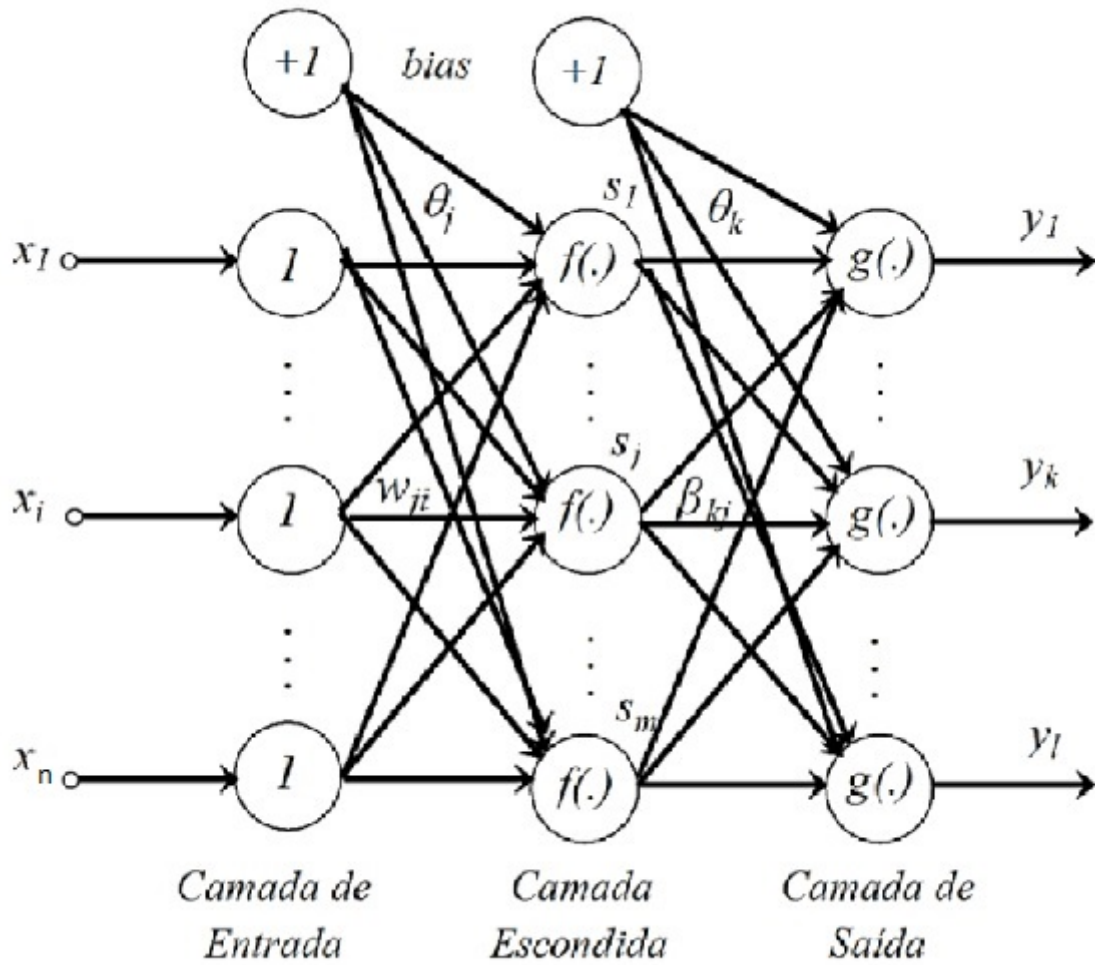 +1 bias +1
θj s1 θk y1
x1 1 f(.) g(.)
sj yk
xi 1 wji f(.) βkj g(.)
sm yl
xn 1 f(.) g(.)
Camada de Entrada
Camada Escondida
Camada de Saída